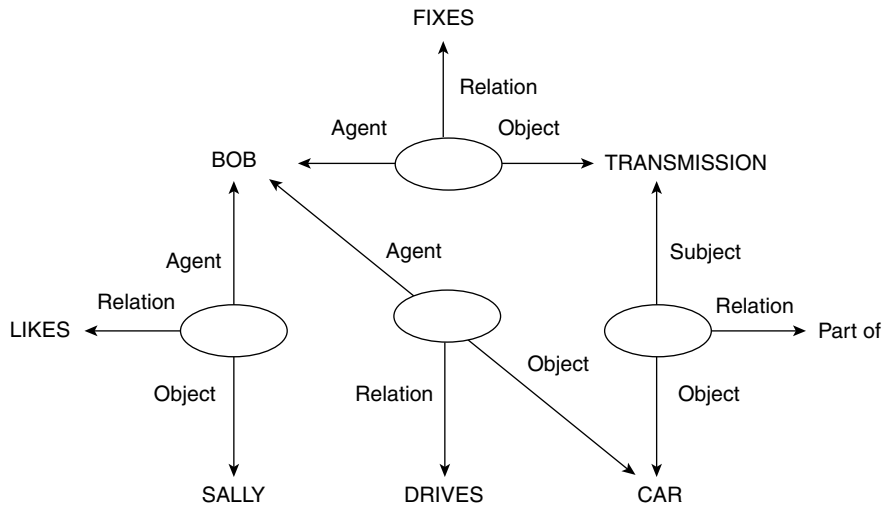 FIXES
Relation
Agent
Object
BOB
TRANSMISSION
Agent
Agent
Subject
Relation
Relation
LIKES
Part of
Object
Relation
Object
Object
SALLY
DRIVES
CAR